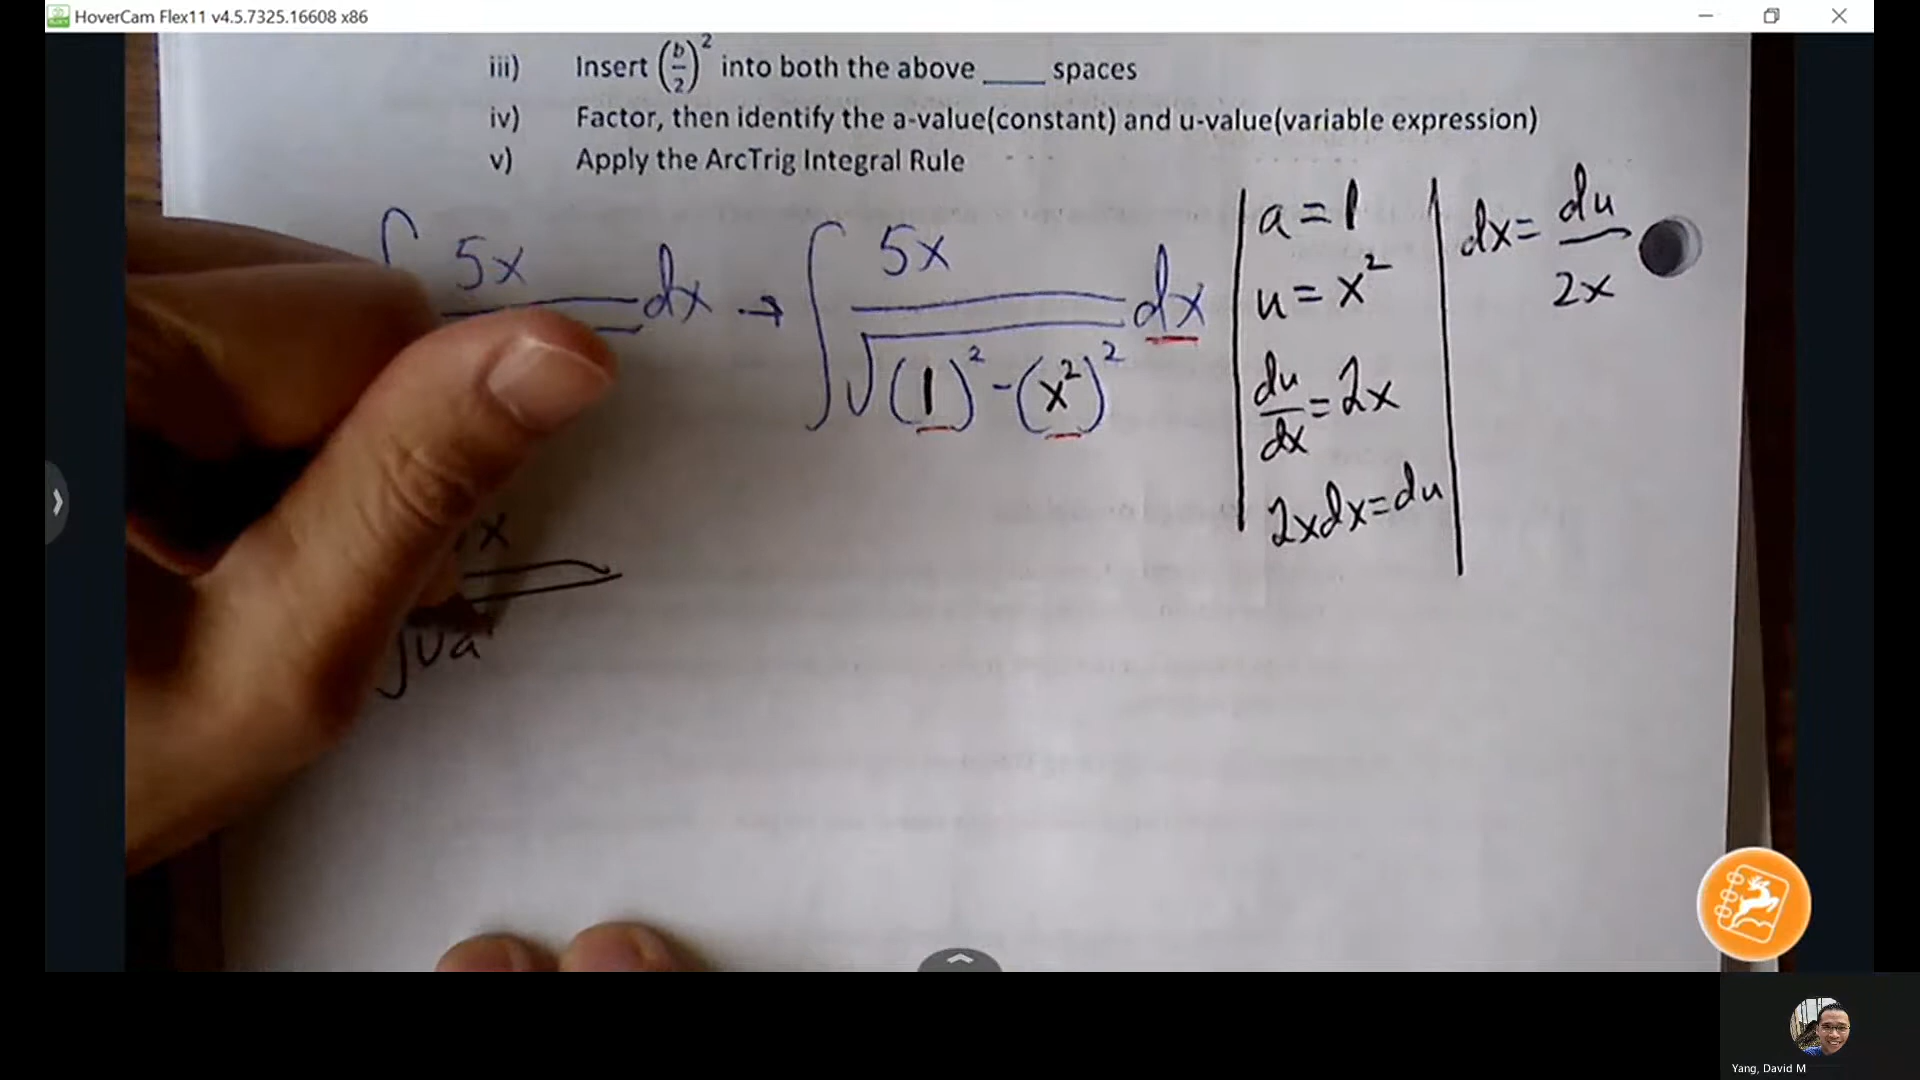 HoverCam Flex11 v4.5.7325.16608 x86
iii) Insert (b/2)² into both the above ____ spaces
iv) Factor, then identify the a-value(constant) and u-value(variable expression)
v) Apply the ArcTrig Integral Rule
5x dx → ∫ 5x / √((1)² - (x²)²) dx
a = 1
u = x²
du/dx = 2x
2xdx = du
dx = du/2x
x
∫ √a
Yang, David M